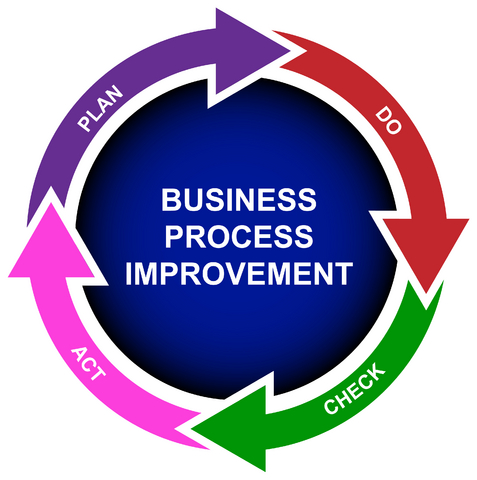 PLAN
DO
BUSINESS
PROCESS
IMPROVEMENT
ACT
CHECK